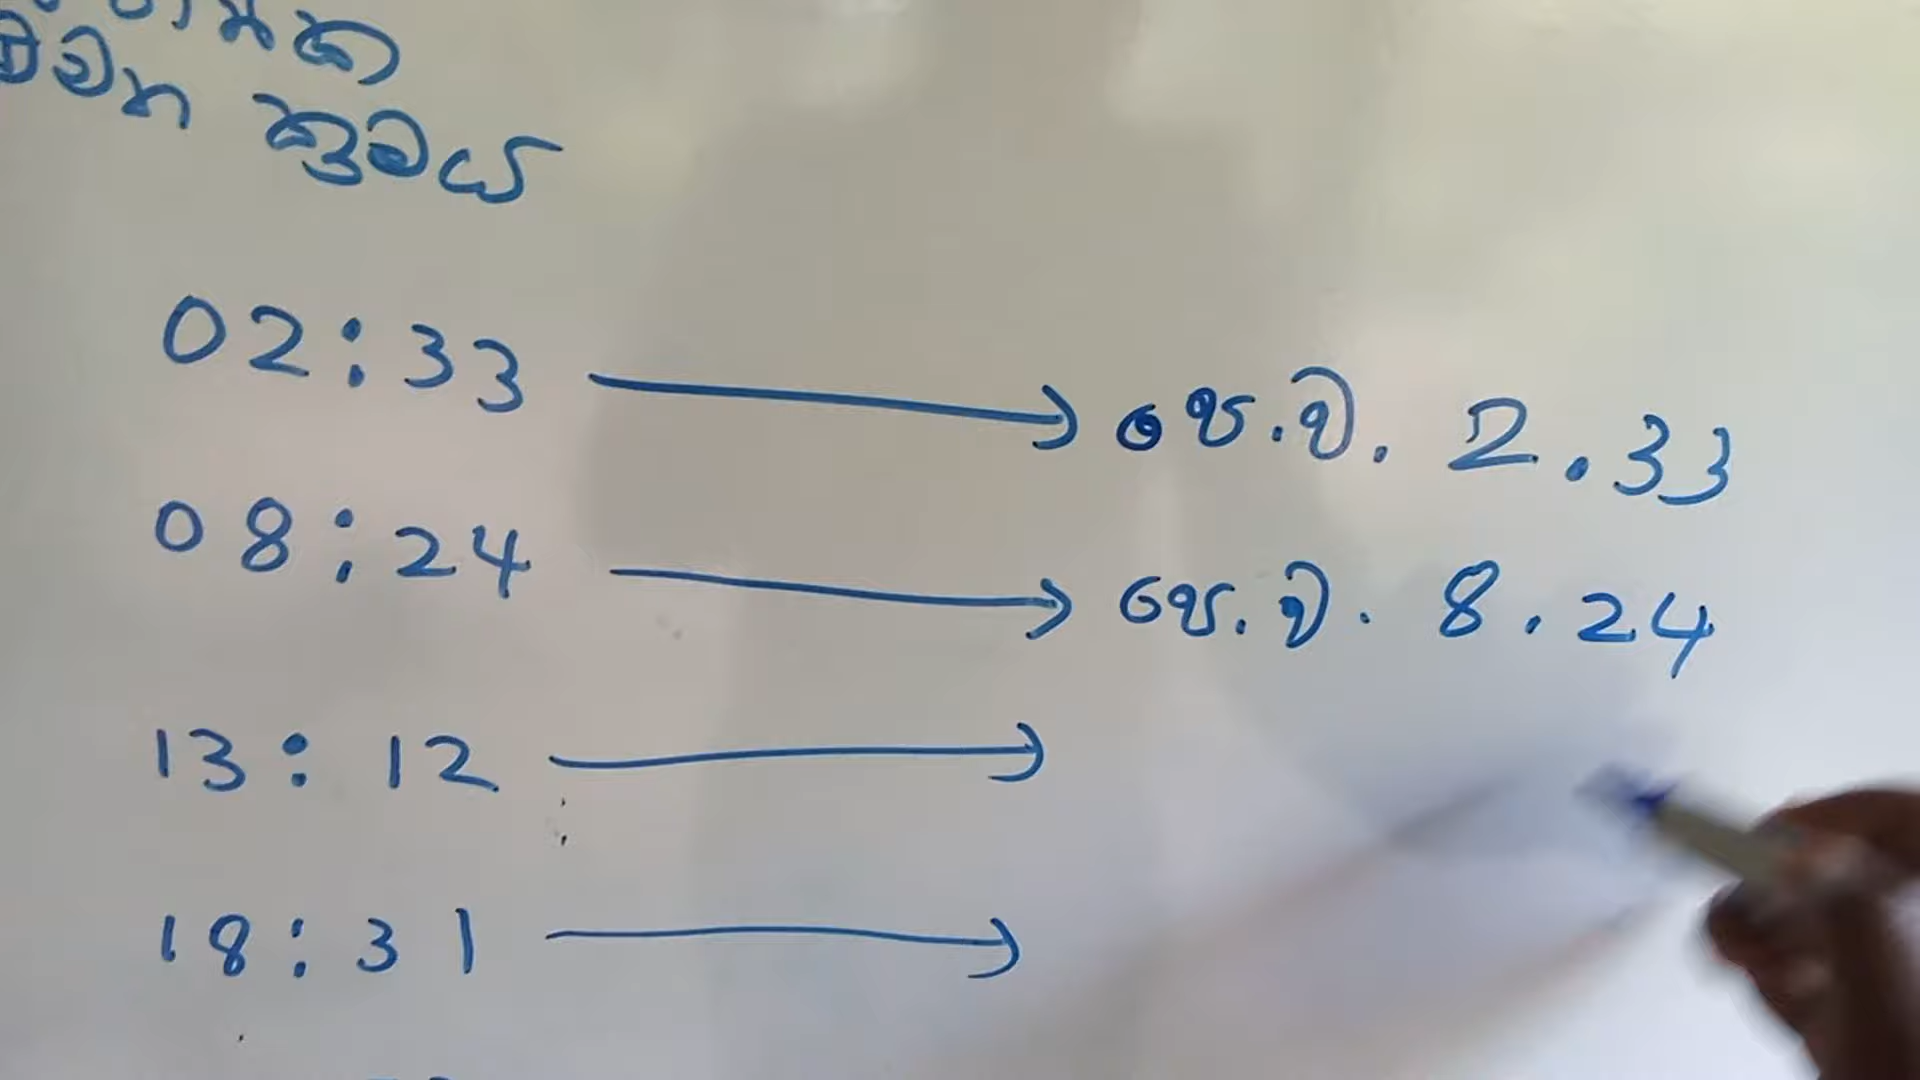 ක්‍රමය
02:33 → පෙ.ව. 2.33
08:24 → පෙ.ව. 8.24
13:12 →
18:31 →